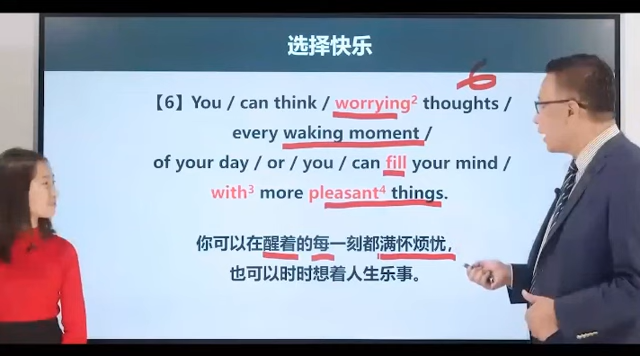 选择快乐
6
【6】You / can think / worrying² thoughts /
every waking moment /
of your day / or / you / can fill your mind /
with³ more pleasant⁴ things.
你可以在醒着的每一刻都满怀烦忧，
也可以时时想着人生乐事。